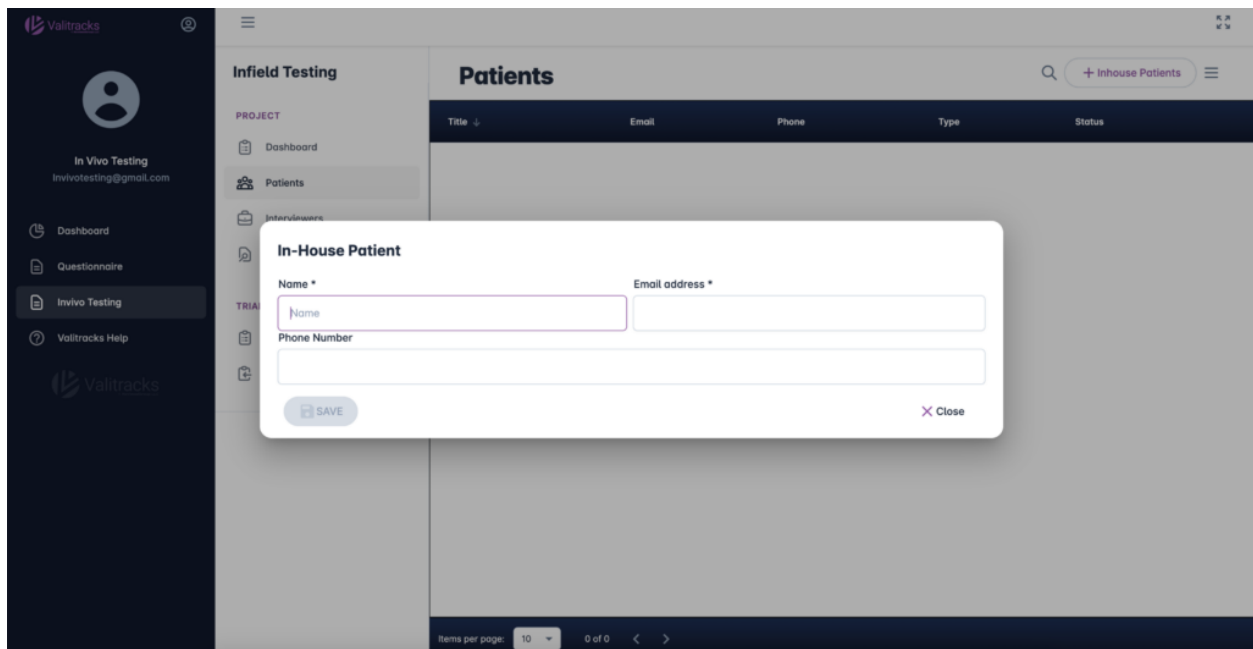 Valitracks
In Vivo Testing
Invivotesting@gmail.com
Dashboard
Questionnaire
Invivo Testing
Valitracks Help
Valitracks
Infield Testing
PROJECT
Dashboard
Patients
Interviewers
TRIA
Patients
+ Inhouse Patients
Title ↓ Email Phone Type Status
In-House Patient
Name * Email address *
Name
Phone Number
SAVE Close
Items per page: 10 0 of 0